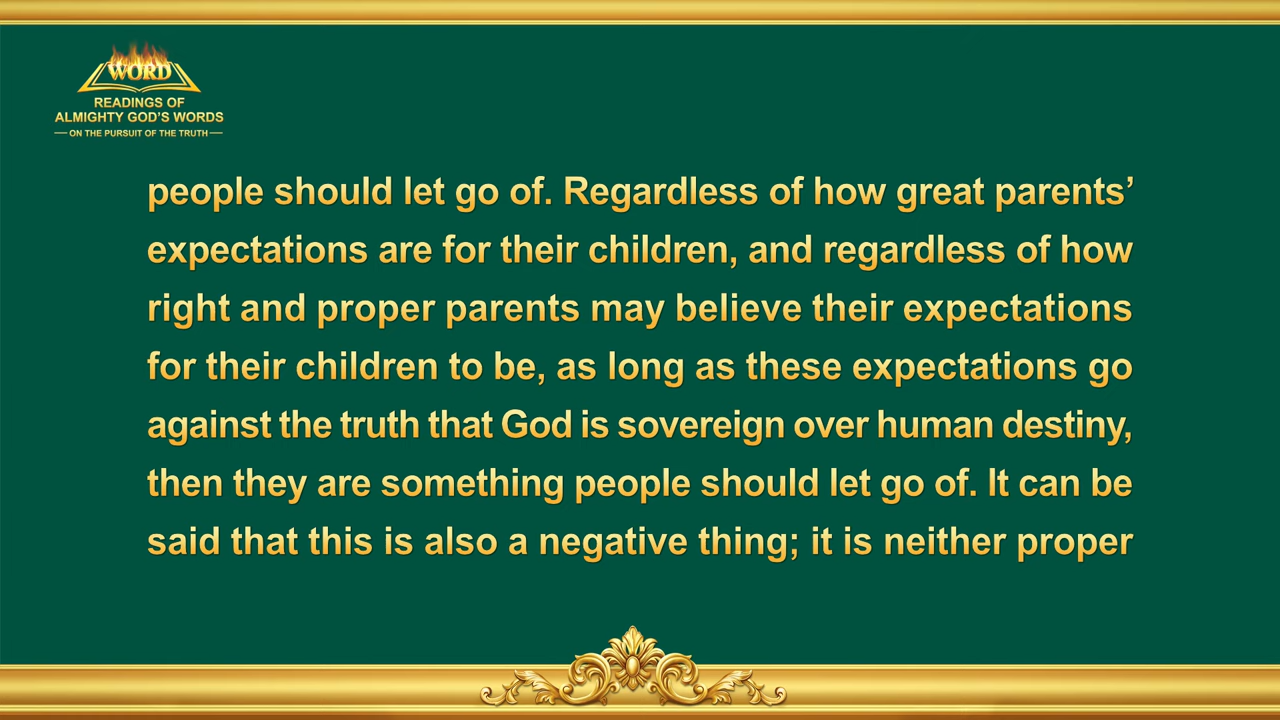 WORD
READINGS OF
ALMIGHTY GOD'S WORDS
ON THE PURSUIT OF THE TRUTH
people should let go of. Regardless of how great parents’
expectations are for their children, and regardless of how
right and proper parents may believe their expectations
for their children to be, as long as these expectations go
against the truth that God is sovereign over human destiny,
then they are something people should let go of. It can be
said that this is also a negative thing; it is neither proper